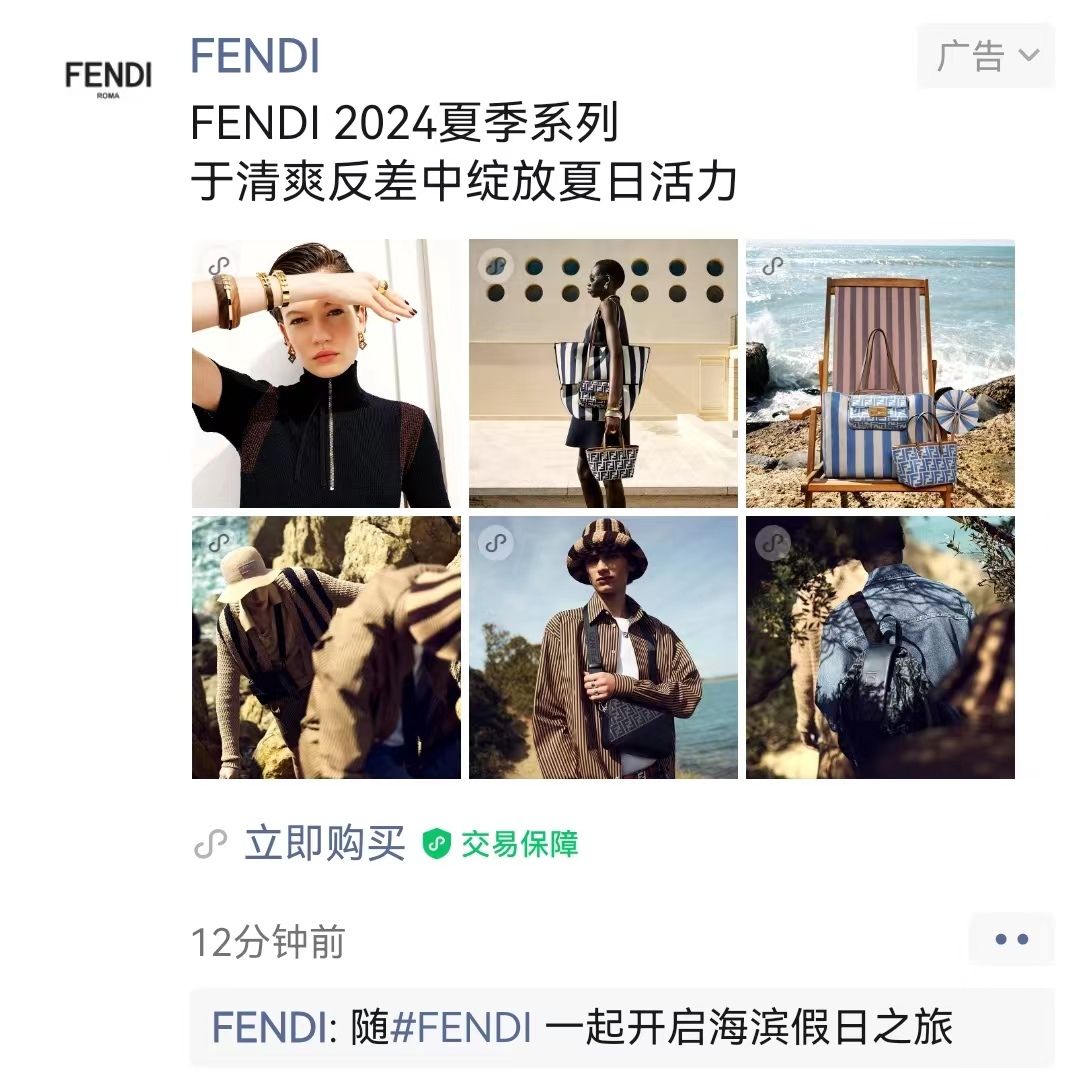 FENDI
ROMA
FENDI
广告
FENDI 2024夏季系列
于清爽反差中绽放夏日活力
立即购买 交易保障
12分钟前
FENDI: 随#FENDI 一起开启海滨假日之旅